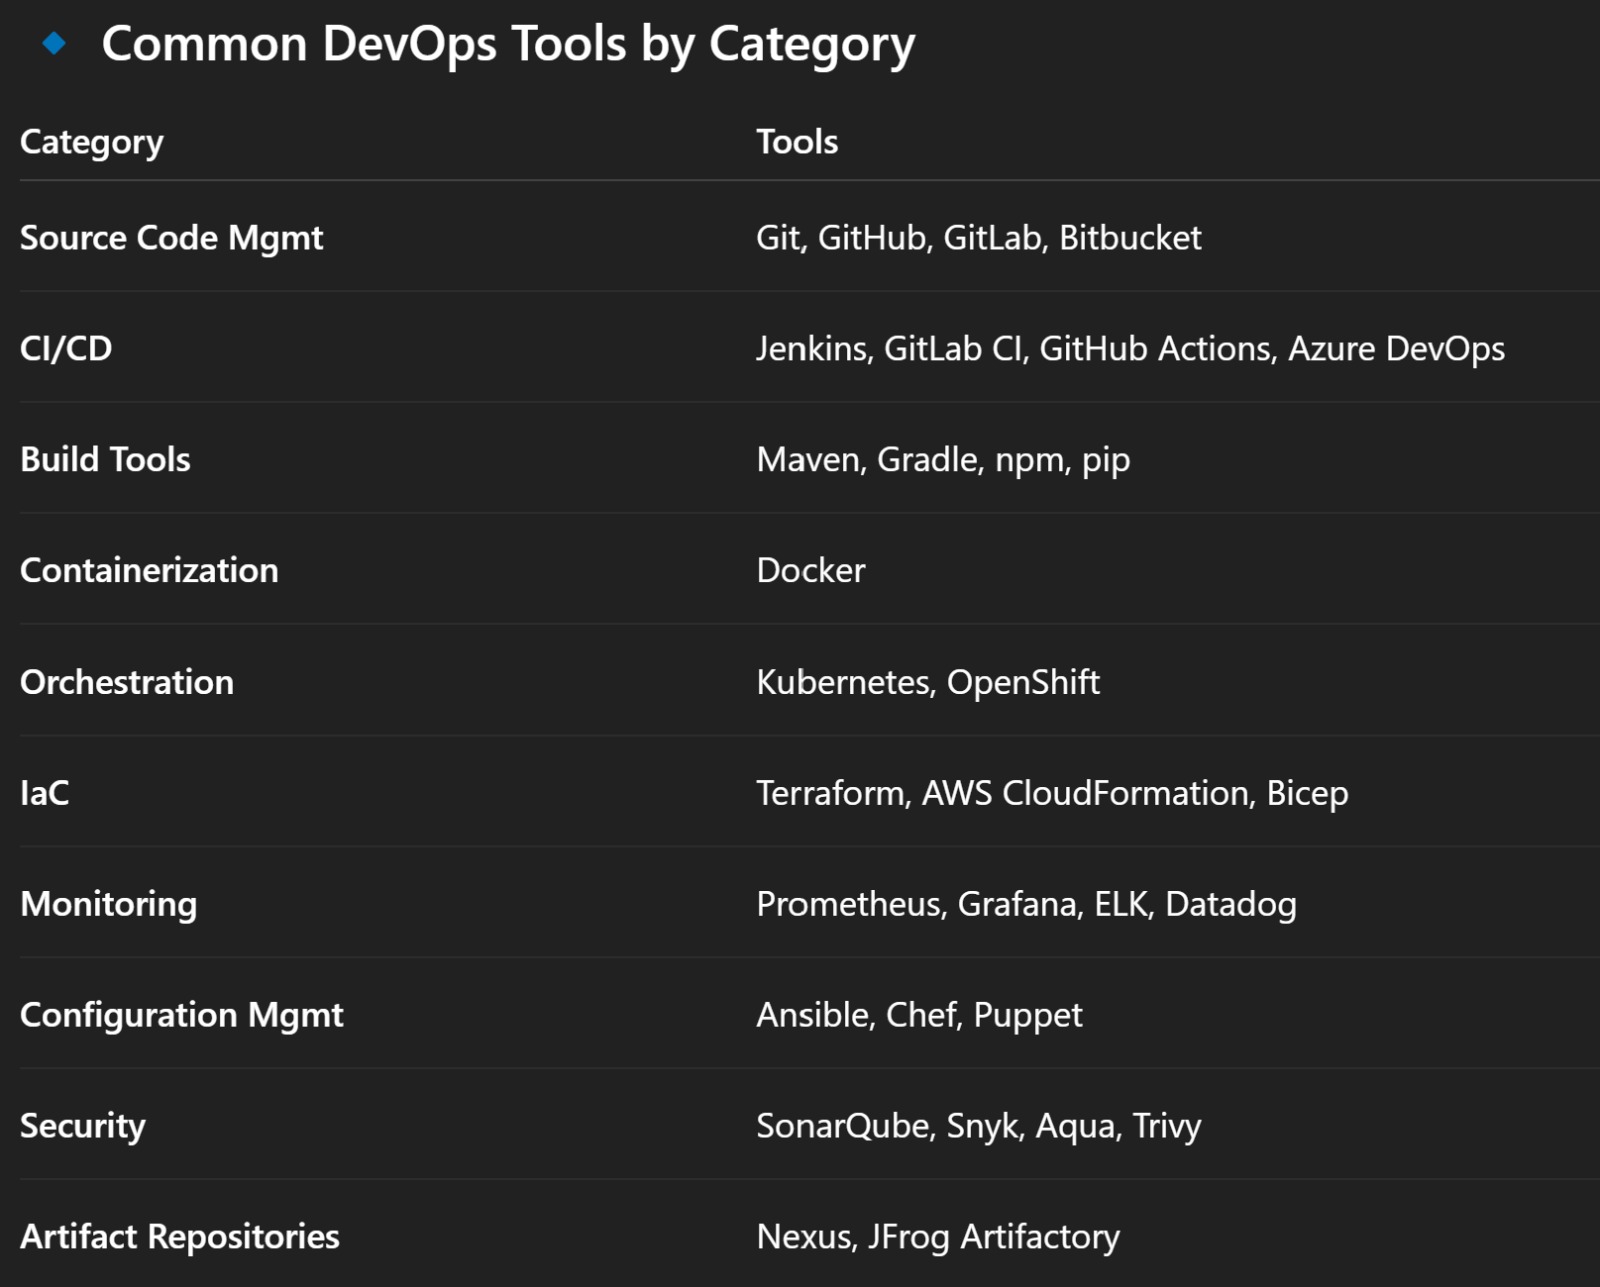 Common DevOps Tools by Category
Category Tools
Source Code Mgmt Git, GitHub, GitLab, Bitbucket
CI/CD Jenkins, GitLab CI, GitHub Actions, Azure DevOps
Build Tools Maven, Gradle, npm, pip
Containerization Docker
Orchestration Kubernetes, OpenShift
IaC Terraform, AWS CloudFormation, Bicep
Monitoring Prometheus, Grafana, ELK, Datadog
Configuration Mgmt Ansible, Chef, Puppet
Security SonarQube, Snyk, Aqua, Trivy
Artifact Repositories Nexus, JFrog Artifactory